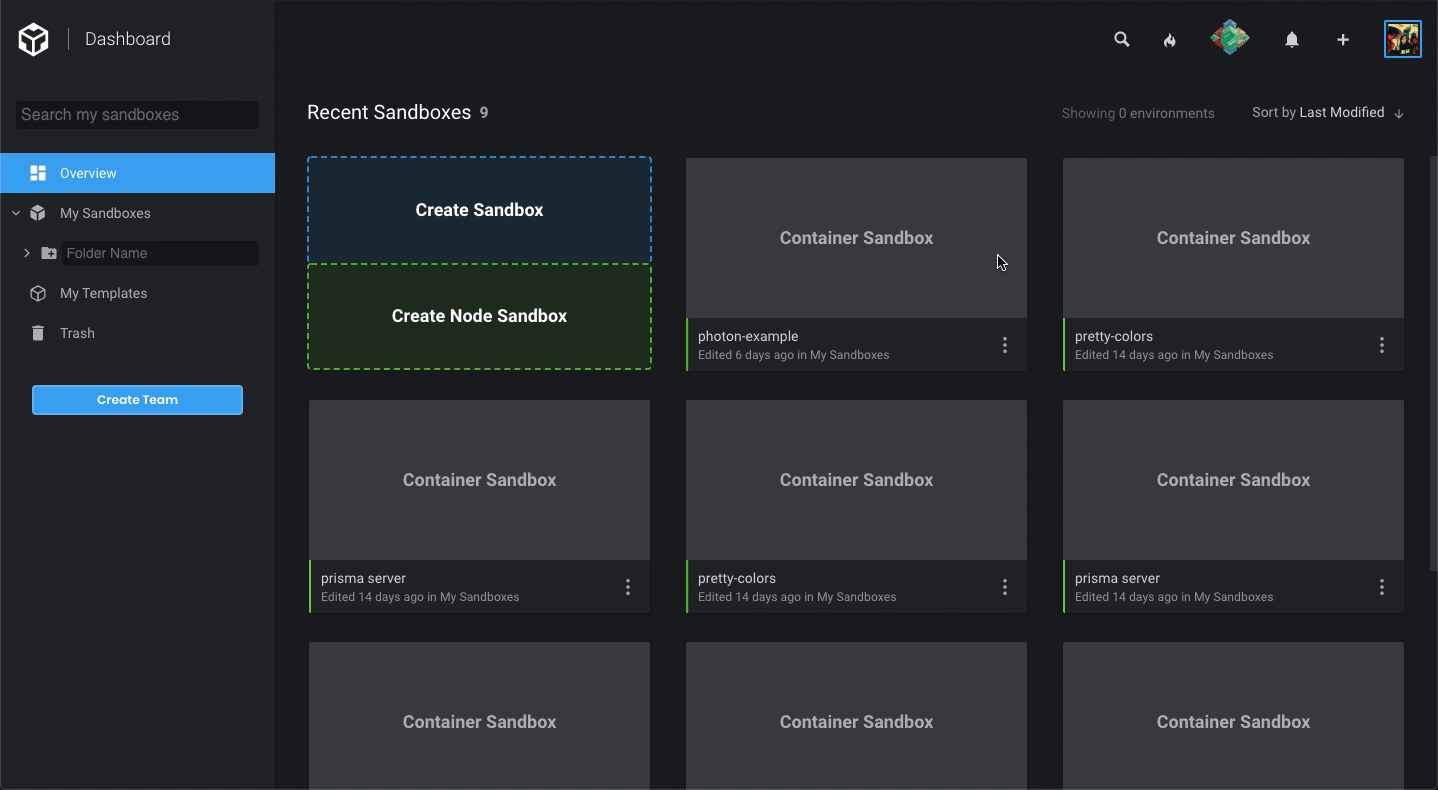 Dashboard
Search my sandboxes
Overview
My Sandboxes
Folder Name
My Templates
Trash
Create Team
Recent Sandboxes 9
Showing 0 environments
Sort by Last Modified
Create Sandbox
Create Node Sandbox
Container Sandbox
photon-example
Edited 6 days ago in My Sandboxes
Container Sandbox
pretty-colors
Edited 14 days ago in My Sandboxes
Container Sandbox
prisma server
Edited 14 days ago in My Sandboxes
Container Sandbox
pretty-colors
Edited 14 days ago in My Sandboxes
Container Sandbox
prisma server
Edited 14 days ago in My Sandboxes
Container Sandbox
Container Sandbox
Container Sandbox